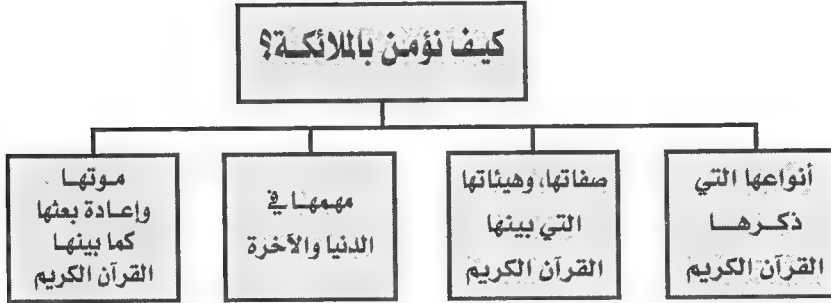 كيف نؤمن بالملائكة؟
أنواعها التي
ذكرها
القرآن الكريم
صفاتها، وهيئاتها
التي بينها
القرآن الكريم
مهمها في
الدنيا والآخرة
موتها
وإعادة بعثها
كما بينها
القرآن الكريم